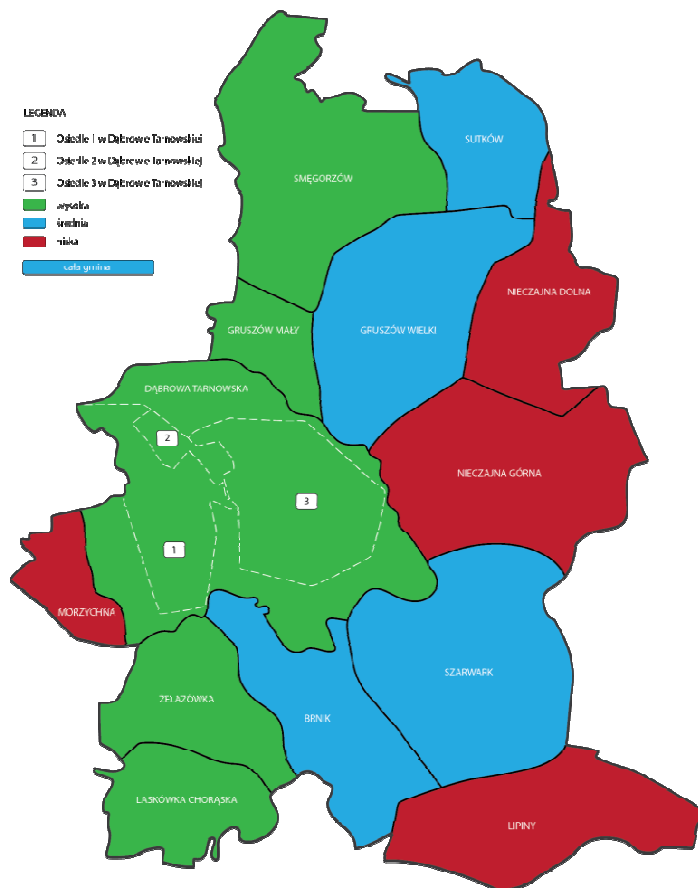 LEGENDA
1 Osiedle 1 w Dąbrowie Tarnowskiej
2 Osiedle 2 w Dąbrowie Tarnowskiej
3 Osiedle 3 w Dąbrowie Tarnowskiej
wysoka
średnia
niska
cała gmina
SUTKÓW
SMĘGORZÓW
NIECZAJNA DOLNA
GRUSZÓW MAŁY
GRUSZÓW WIELKI
DĄBROWA TARNOWSKA
2
NIECZAJNA GÓRNA
3
1
MORZYCHNA
SZARWARK
ŻELAZÓWKA
BRNIK
LASKÓWKA CHORĄSKA
LIPINY